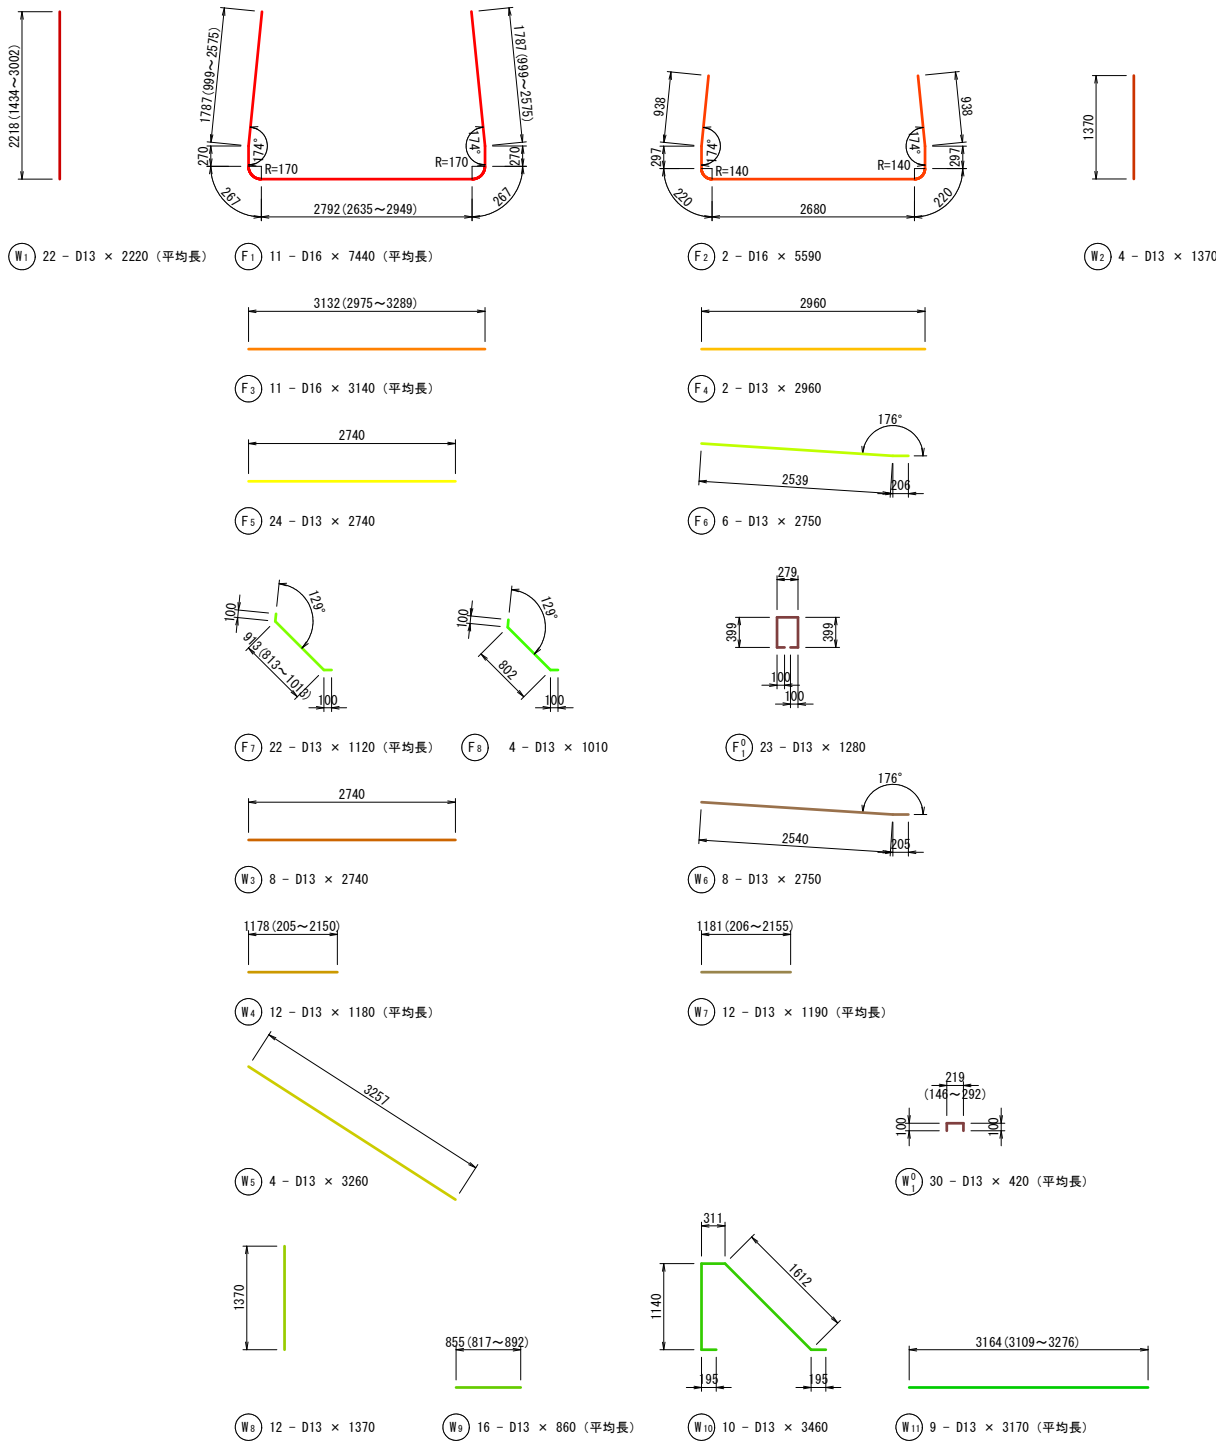 2218(1434～3002)
1787(999～2575)
1787(999～2575)
174°
174°
270
270
R=170
R=170
267
267
2792(2635～2949)
938
938
174°
174°
297
297
R=140
R=140
220
220
2680
1370
W1 22 - D13 × 2220 (平均長)
F1 11 - D16 × 7440 (平均長)
F2 2 - D16 × 5590
W2 4 - D13 × 1370
3132(2975～3289)
2960
F3 11 - D16 × 3140 (平均長)
F4 2 - D13 × 2960
2740
176°
2539
206
F5 24 - D13 × 2740
F6 6 - D13 × 2750
100
129°
913(813～1013)
100
100
129°
802
100
279
399
399
100
100
F7 22 - D13 × 1120 (平均長)
F8 4 - D13 × 1010
F01 23 - D13 × 1280
2740
176°
2540
205
W3 8 - D13 × 2740
W6 8 - D13 × 2750
1178(205～2150)
1181(206～2155)
W4 12 - D13 × 1180 (平均長)
W7 12 - D13 × 1190 (平均長)
3257
219
(146～292)
100
100
W5 4 - D13 × 3260
W01 30 - D13 × 420 (平均長)
1370
855(817～892)
311
1140
1612
195
195
3164(3109～3276)
W8 12 - D13 × 1370
W9 16 - D13 × 860 (平均長)
W10 10 - D13 × 3460
W11 9 - D13 × 3170 (平均長)